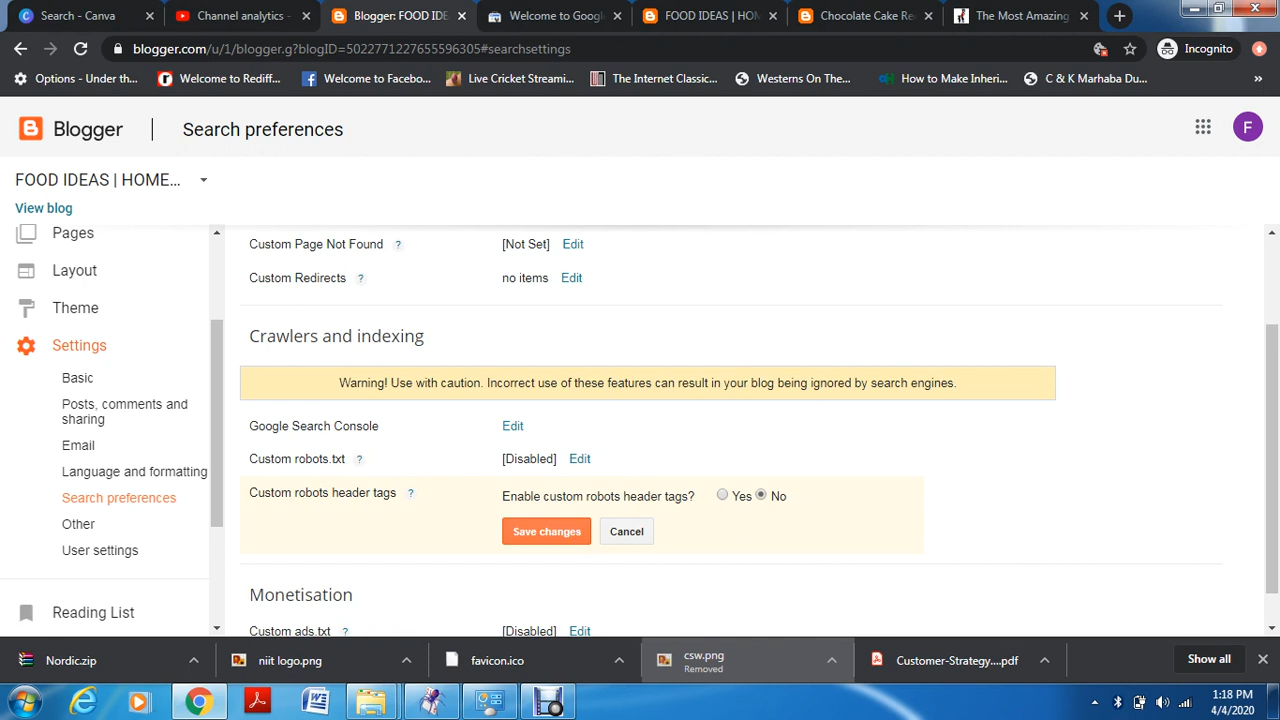 Search - Canva
Channel analytics -
Blogger: FOOD IDE
Welcome to Googl
FOOD IDEAS | HOM
Chocolate Cake Re
The Most Amazing
blogger.com/u/1/blogger.g?blogID=5022771227655596305#searchsettings
Incognito
Options - Under th...
Welcome to Rediff...
Welcome to Facebo...
Live Cricket Streami...
The Internet Classic...
Westerns On The...
How to Make Inheri...
C & K Marhaba Du...
»
Blogger
Search preferences
F
FOOD IDEAS | HOME...
View blog
Pages
Layout
Theme
Settings
Basic
Posts, comments and
sharing
Email
Language and formatting
Search preferences
Other
User settings
Reading List
Custom Page Not Found ? [Not Set] Edit
Custom Redirects ? no items Edit
Crawlers and indexing
Warning! Use with caution. Incorrect use of these features can result in your blog being ignored by search engines.
Google Search Console Edit
Custom robots.txt ? [Disabled] Edit
Custom robots header tags ? Enable custom robots header tags? Yes No
Save changes Cancel
Monetisation
Custom ads.txt ? [Disabled] Edit
Nordic.zip
niit logo.png
favicon.ico
csw.png
Removed
Customer-Strategy....pdf
Show all
1:18 PM
4/4/2020